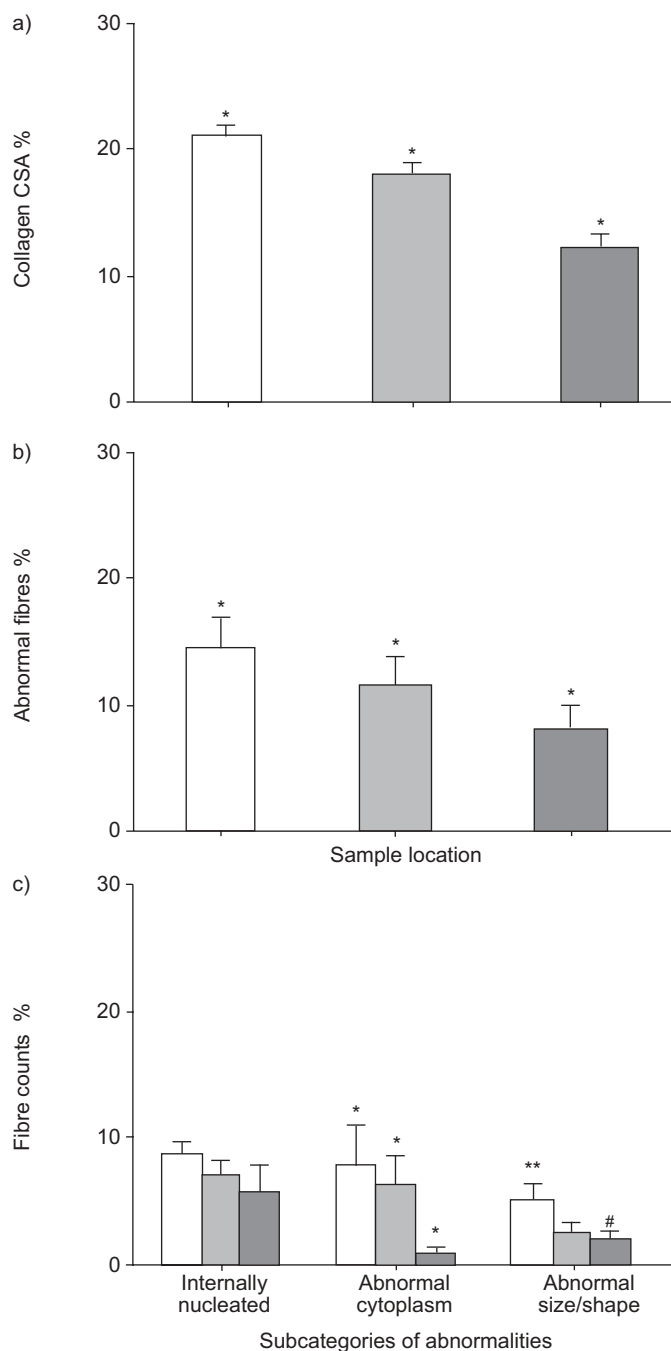 a)
30
*
*
20
*
10
0
Collagen CSA %
b)
30
20
*
*
*
10
0
Abnormal fibres %
Sample location
c)
30
20
*
*
10
**
*
#
0
Fibre counts %
Internally nucleated
Abnormal cytoplasm
Abnormal size/shape
Subcategories of abnormalities